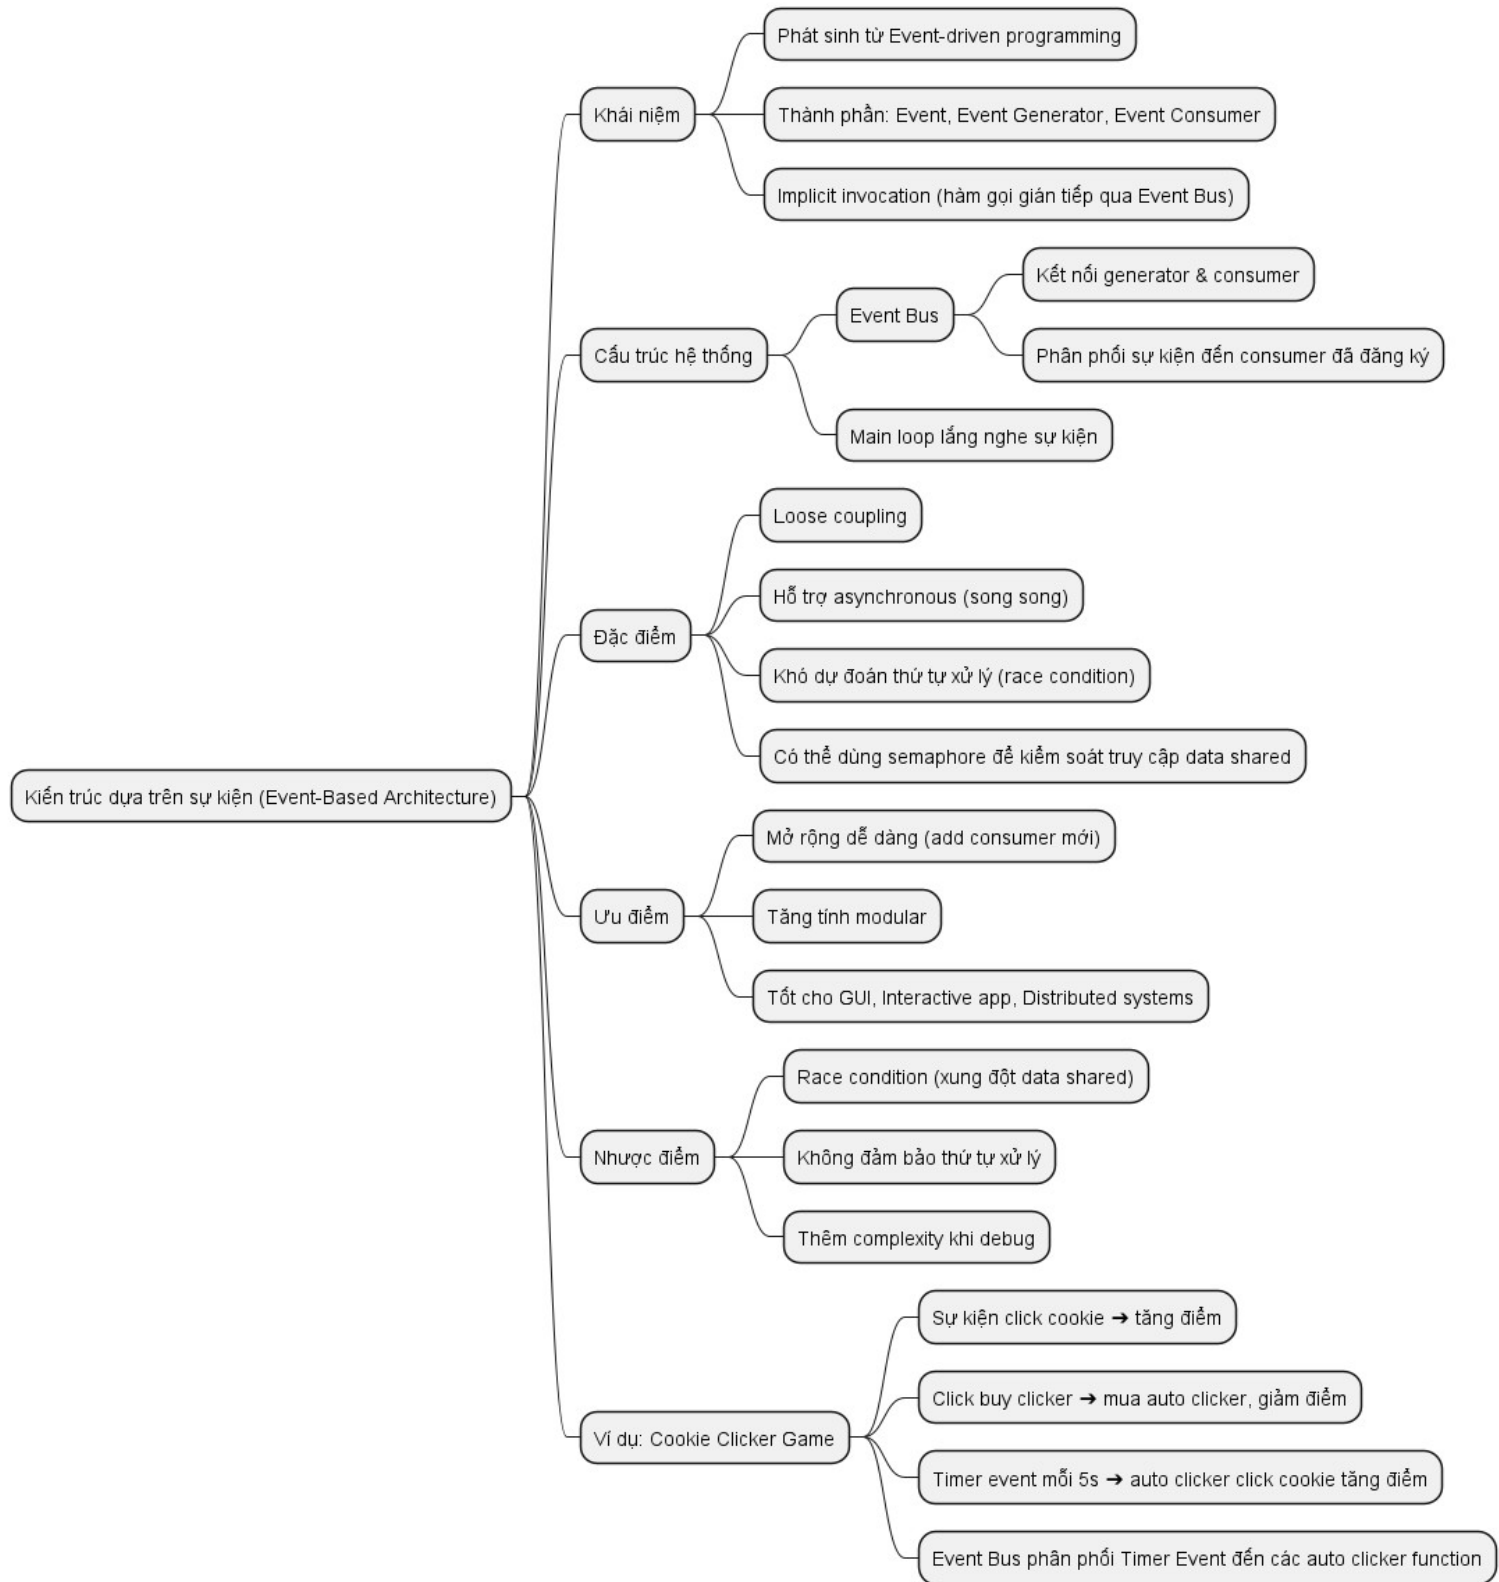 Phát sinh từ Event-driven programming
Khái niệm
Thành phần: Event, Event Generator, Event Consumer
Implicit invocation (hàm gọi gián tiếp qua Event Bus)
Kết nối generator & consumer
Event Bus
Cấu trúc hệ thống
Phân phối sự kiện đến consumer đã đăng ký
Main loop lắng nghe sự kiện
Loose coupling
Hỗ trợ asynchronous (song song)
Đặc điểm
Khó dự đoán thứ tự xử lý (race condition)
Có thể dùng semaphore để kiểm soát truy cập data shared
Kiến trúc dựa trên sự kiện (Event-Based Architecture)
Mở rộng dễ dàng (add consumer mới)
Ưu điểm
Tăng tính modular
Tốt cho GUI, Interactive app, Distributed systems
Race condition (xung đột data shared)
Nhược điểm
Không đảm bảo thứ tự xử lý
Thêm complexity khi debug
Sự kiện click cookie ➔ tăng điểm
Click buy clicker ➔ mua auto clicker, giảm điểm
Ví dụ: Cookie Clicker Game
Timer event mỗi 5s ➔ auto clicker click cookie tăng điểm
Event Bus phân phối Timer Event đến các auto clicker function